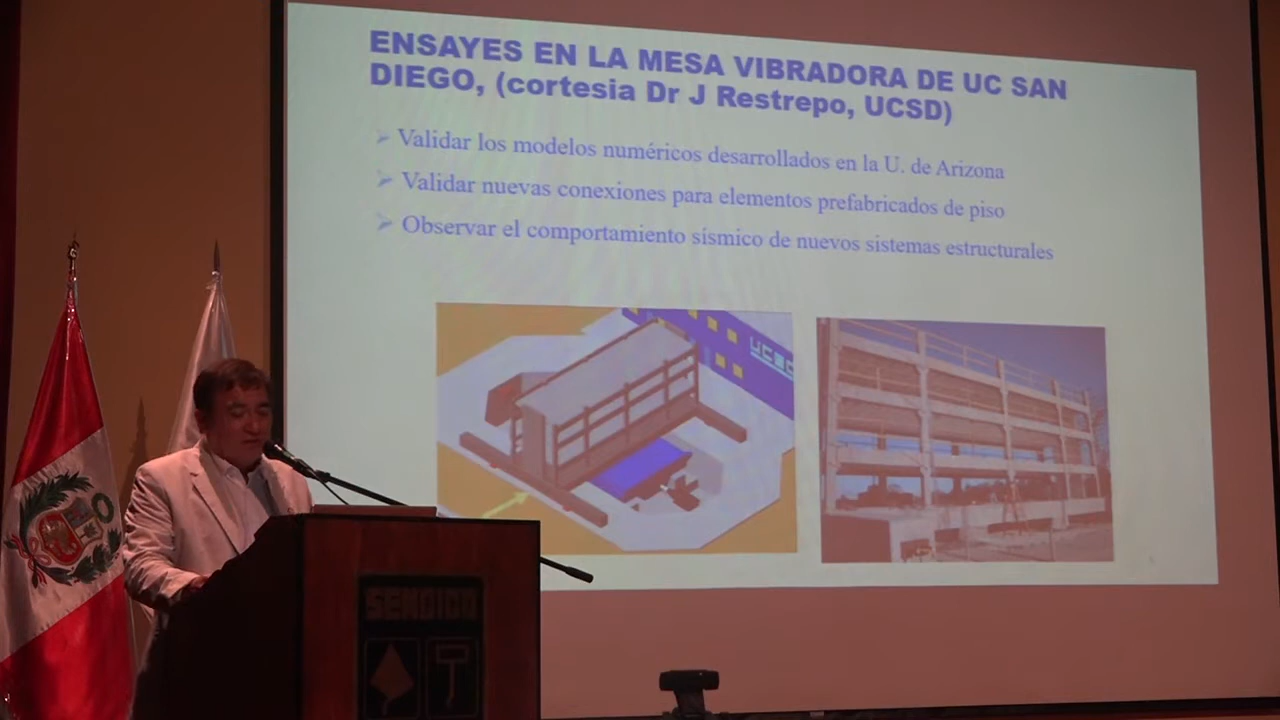 ENSAYES EN LA MESA VIBRADORA DE UC SAN
DIEGO, (cortesia Dr J Restrepo, UCSD)
Validar los modelos numéricos desarrollados en la U. de Arizona
Validar nuevas conexiones para elementos prefabricados de piso
Observar el comportamiento sísmico de nuevos sistemas estructurales
SENCICO